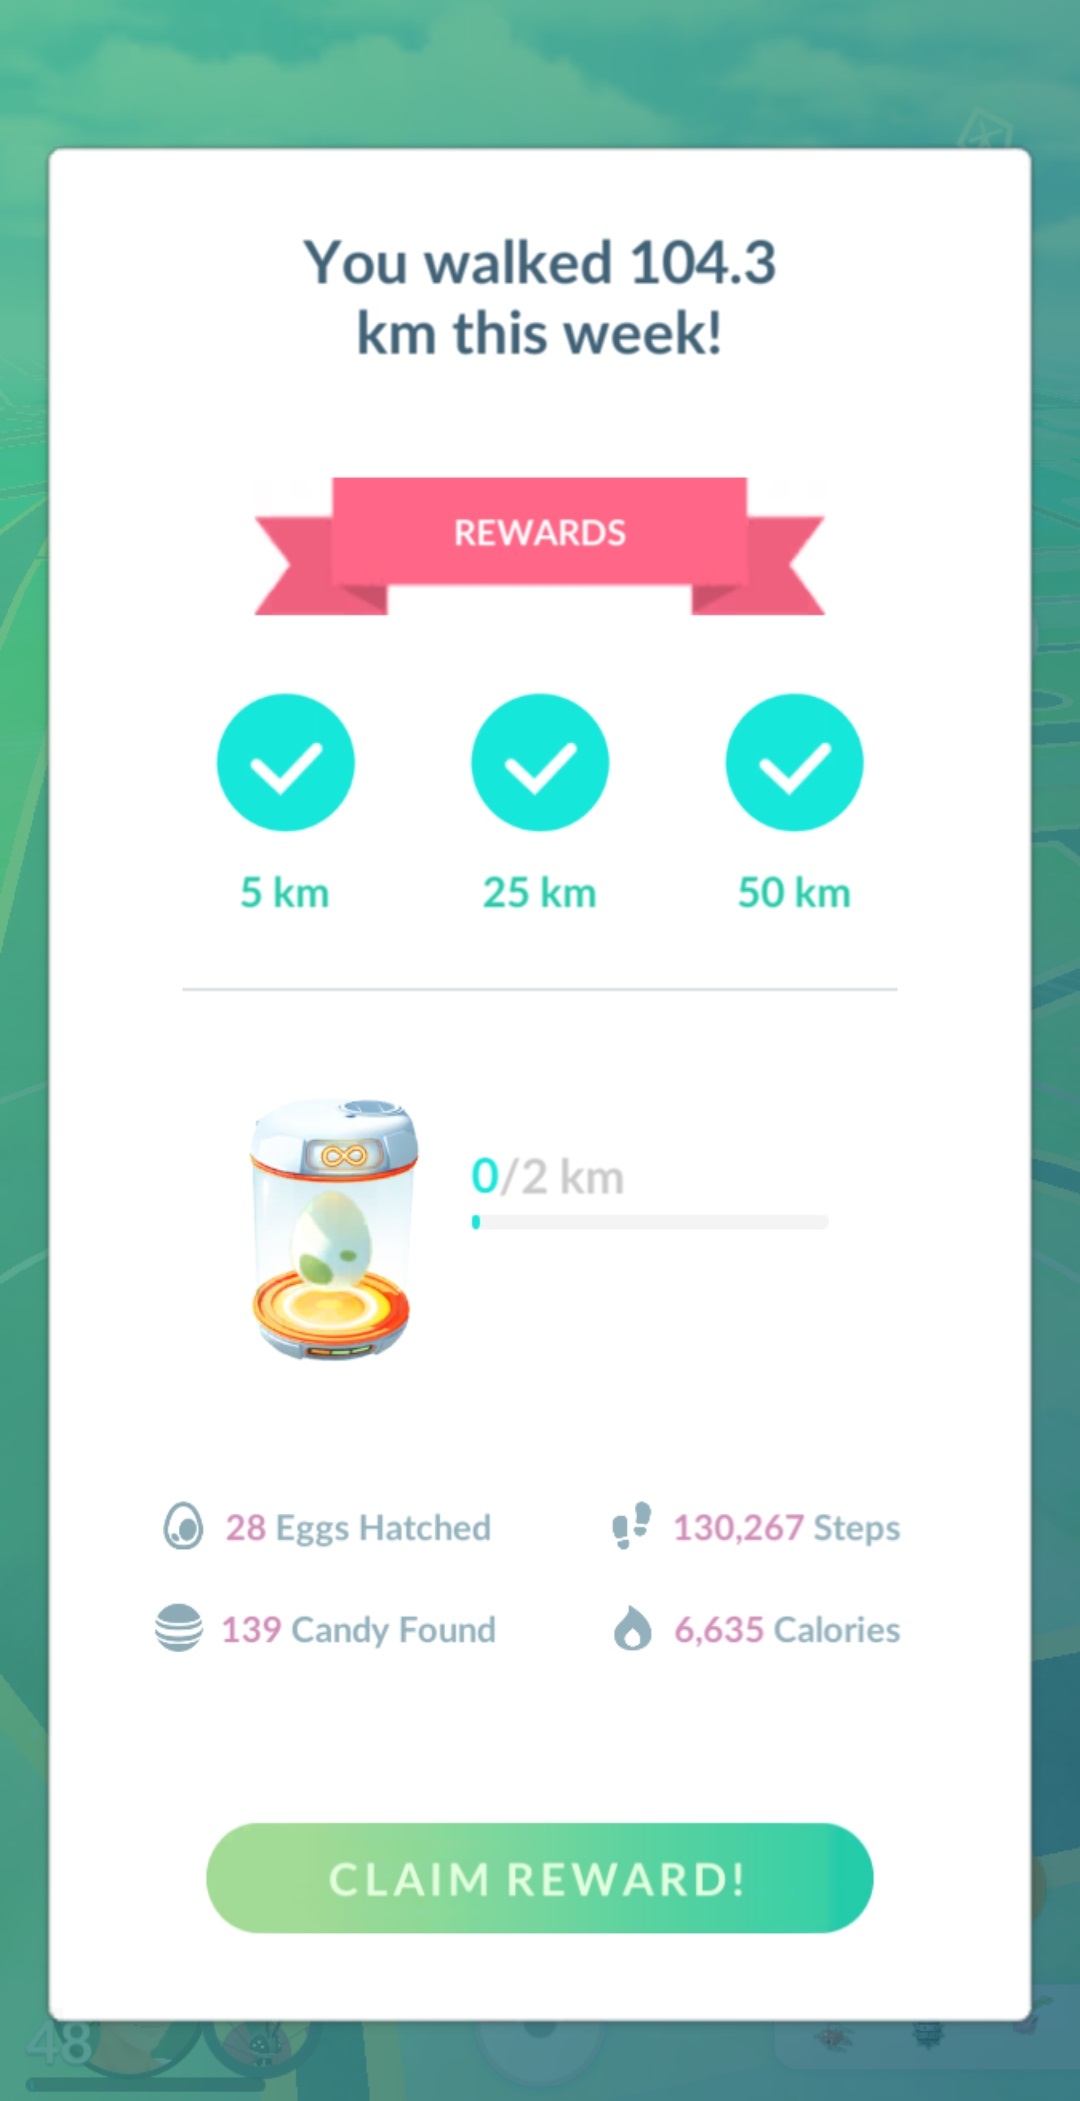 You walked 104.3
km this week!
REWARDS
5 km
25 km
50 km
0/2 km
28 Eggs Hatched
130,267 Steps
139 Candy Found
6,635 Calories
CLAIM REWARD!
48